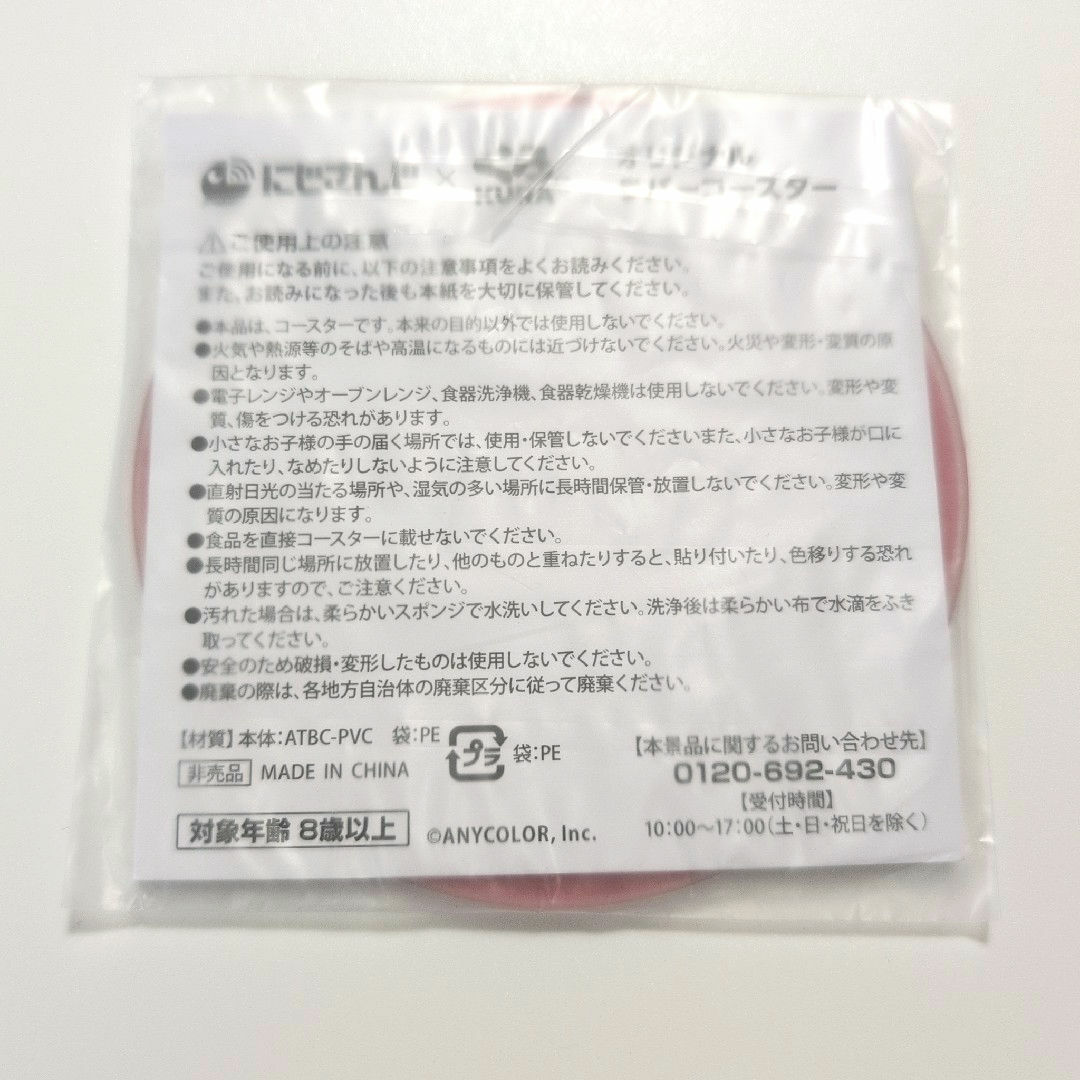 にじさんじ × KURA オリジナル
ラバーコースター
⚠ご使用上の注意
ご使用になる前に、以下の注意事項をよくお読みください。
また、お読みになった後も本紙を大切に保管してください。
●本品は、コースターです。本来の目的以外では使用しないでください。
●火気や熱源等のそばや高温になるものには近づけないでください。火災や変形・変質の原
因となります。
●電子レンジやオーブンレンジ、食器洗浄機、食器乾燥機は使用しないでください。変形や変
質、傷をつける恐れがあります。
●小さなお子様の手の届く場所では、使用・保管しないでくださいまた、小さなお子様が口に
入れたり、なめたりしないように注意してください。
●直射日光の当たる場所や、湿気の多い場所に長時間保管・放置しないでください。変形や変
質の原因になります。
●食品を直接コースターに載せないでください。
●長時間同じ場所に放置したり、他のものと重ねたりすると、貼り付いたり、色移りする恐れ
がありますので、ご注意ください。
●汚れた場合は、柔らかいスポンジで水洗いしてください。洗浄後は柔らかい布で水滴をふき
取ってください。
●安全のため破損・変形したものは使用しないでください。
●廃棄の際は、各地方自治体の廃棄区分に従って廃棄ください。
【材質】本体:ATBC-PVC 袋:PE
プラ 袋:PE
非売品 MADE IN CHINA
対象年齢 8歳以上 ©ANYCOLOR, Inc.
【本景品に関するお問い合わせ先】
0120-692-430
【受付時間】
10:00〜17:00(土・日・祝日を除く)